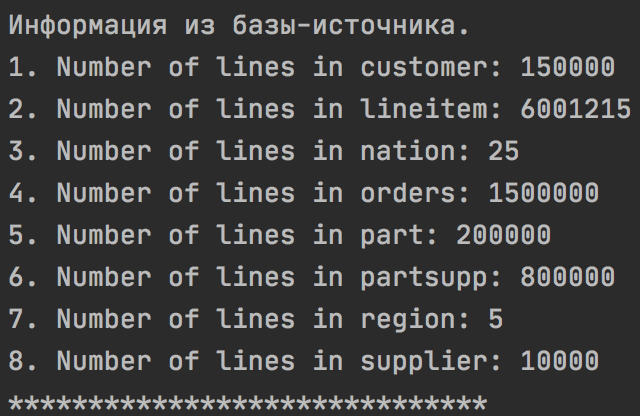 Информация из базы-источника.
1. Number of lines in customer: 150000
2. Number of lines in lineitem: 6001215
3. Number of lines in nation: 25
4. Number of lines in orders: 1500000
5. Number of lines in part: 200000
6. Number of lines in partsupp: 800000
7. Number of lines in region: 5
8. Number of lines in supplier: 10000
******************************